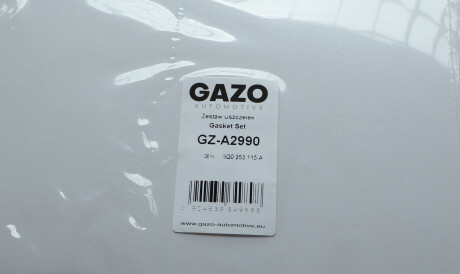 GAZO
AUTOMOTIVE
Zestaw uszczelek
Gasket Set
GZ-A2990
5Q0 253 115 A
www.gazo-automotive.eu